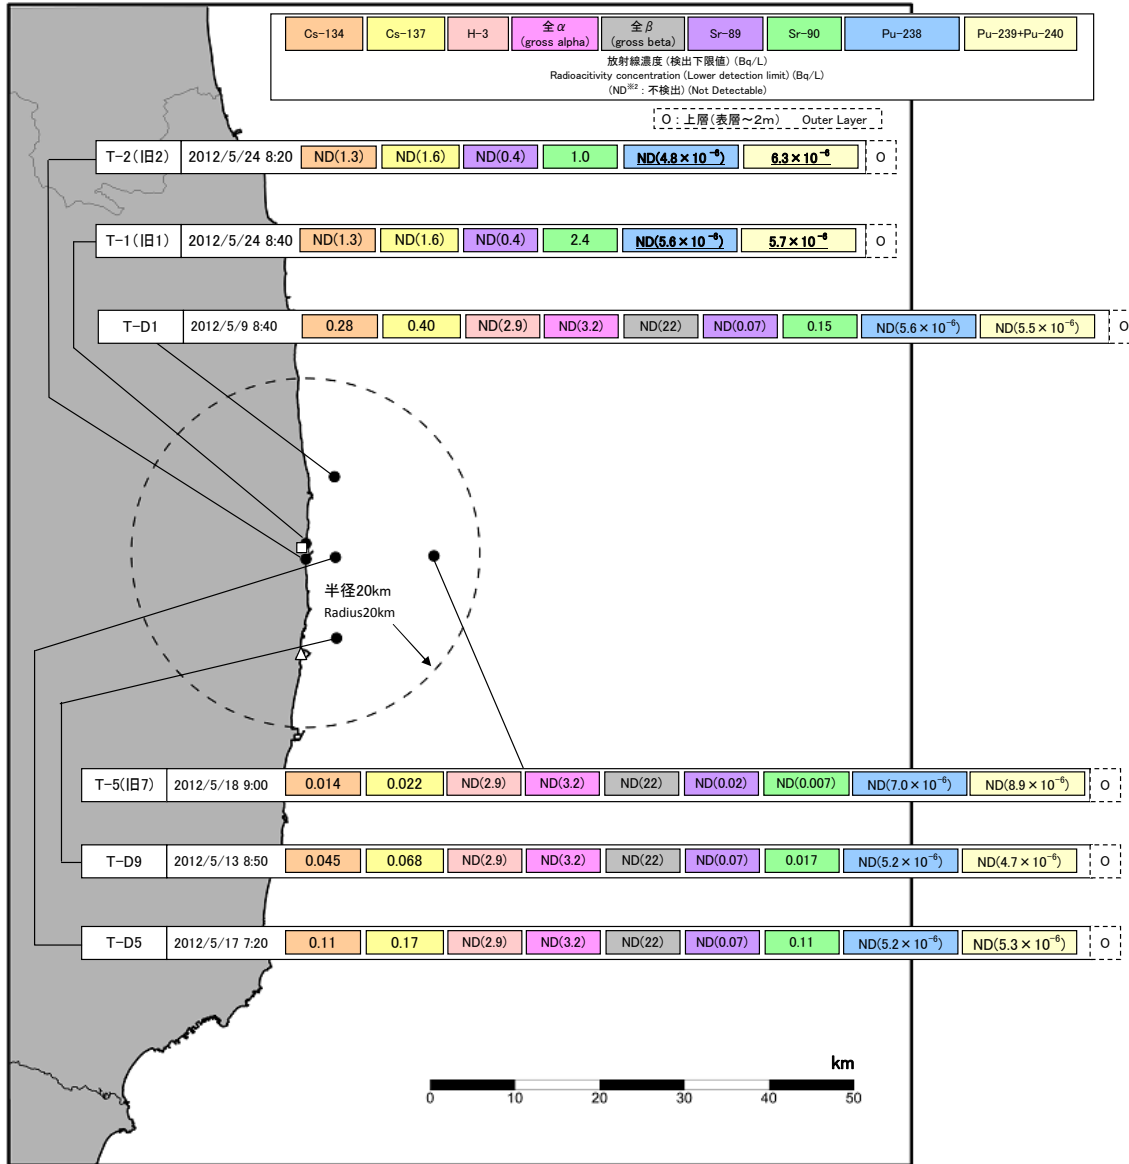 Cs-134 Cs-137 H-3 全α (gross alpha) 全β (gross beta) Sr-89 Sr-90 Pu-238 Pu-239+Pu-240
放射線濃度(検出下限値)(Bq/L)
Radioacitivity concentration (Lower detection limit) (Bq/L)
(ND※2:不検出)(Not Detectable)
O:上層(表層～2m) Outer Layer
T-2(旧2) 2012/5/24 8:20 ND(1.3) ND(1.6) ND(0.4) 1.0 ND(4.8×10⁻⁶) 6.3×10⁻⁶ O
T-1(旧1) 2012/5/24 8:40 ND(1.3) ND(1.6) ND(0.4) 2.4 ND(5.6×10⁻⁶) 5.7×10⁻⁶ O
T-D1 2012/5/9 8:40 0.28 0.40 ND(2.9) ND(3.2) ND(22) ND(0.07) 0.15 ND(5.6×10⁻⁶) ND(5.5×10⁻⁶) O
半径20km
Radius20km
T-5(旧7) 2012/5/18 9:00 0.014 0.022 ND(2.9) ND(3.2) ND(22) ND(0.02) ND(0.007) ND(7.0×10⁻⁶) ND(8.9×10⁻⁶) O
T-D9 2012/5/13 8:50 0.045 0.068 ND(2.9) ND(3.2) ND(22) ND(0.07) 0.017 ND(5.2×10⁻⁶) ND(4.7×10⁻⁶) O
T-D5 2012/5/17 7:20 0.11 0.17 ND(2.9) ND(3.2) ND(22) ND(0.07) 0.11 ND(5.2×10⁻⁶) ND(5.3×10⁻⁶) O
km
0 10 20 30 40 50